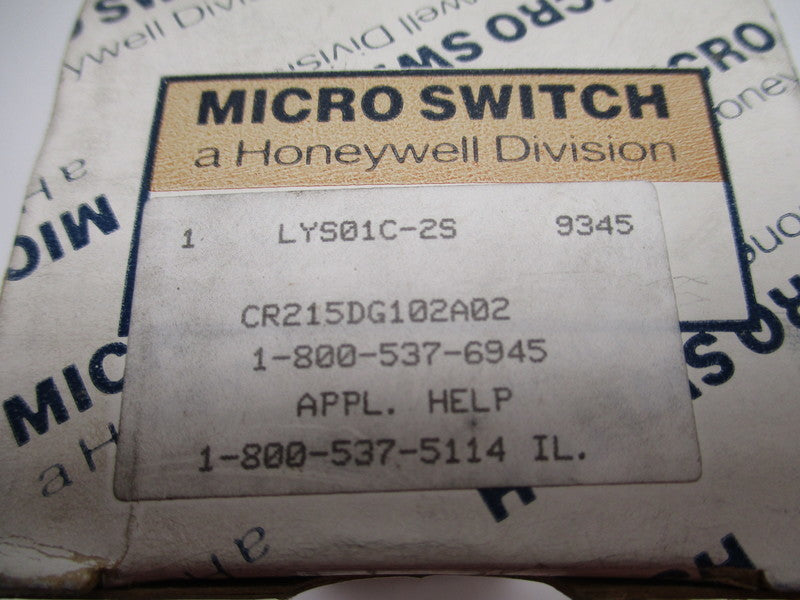 MICRO SWITCH
a Honeywell Division
1 LYS01C-2S 9345
CR215DG102A02
1-800-537-6945
APPL. HELP
1-800-537-5114 IL.